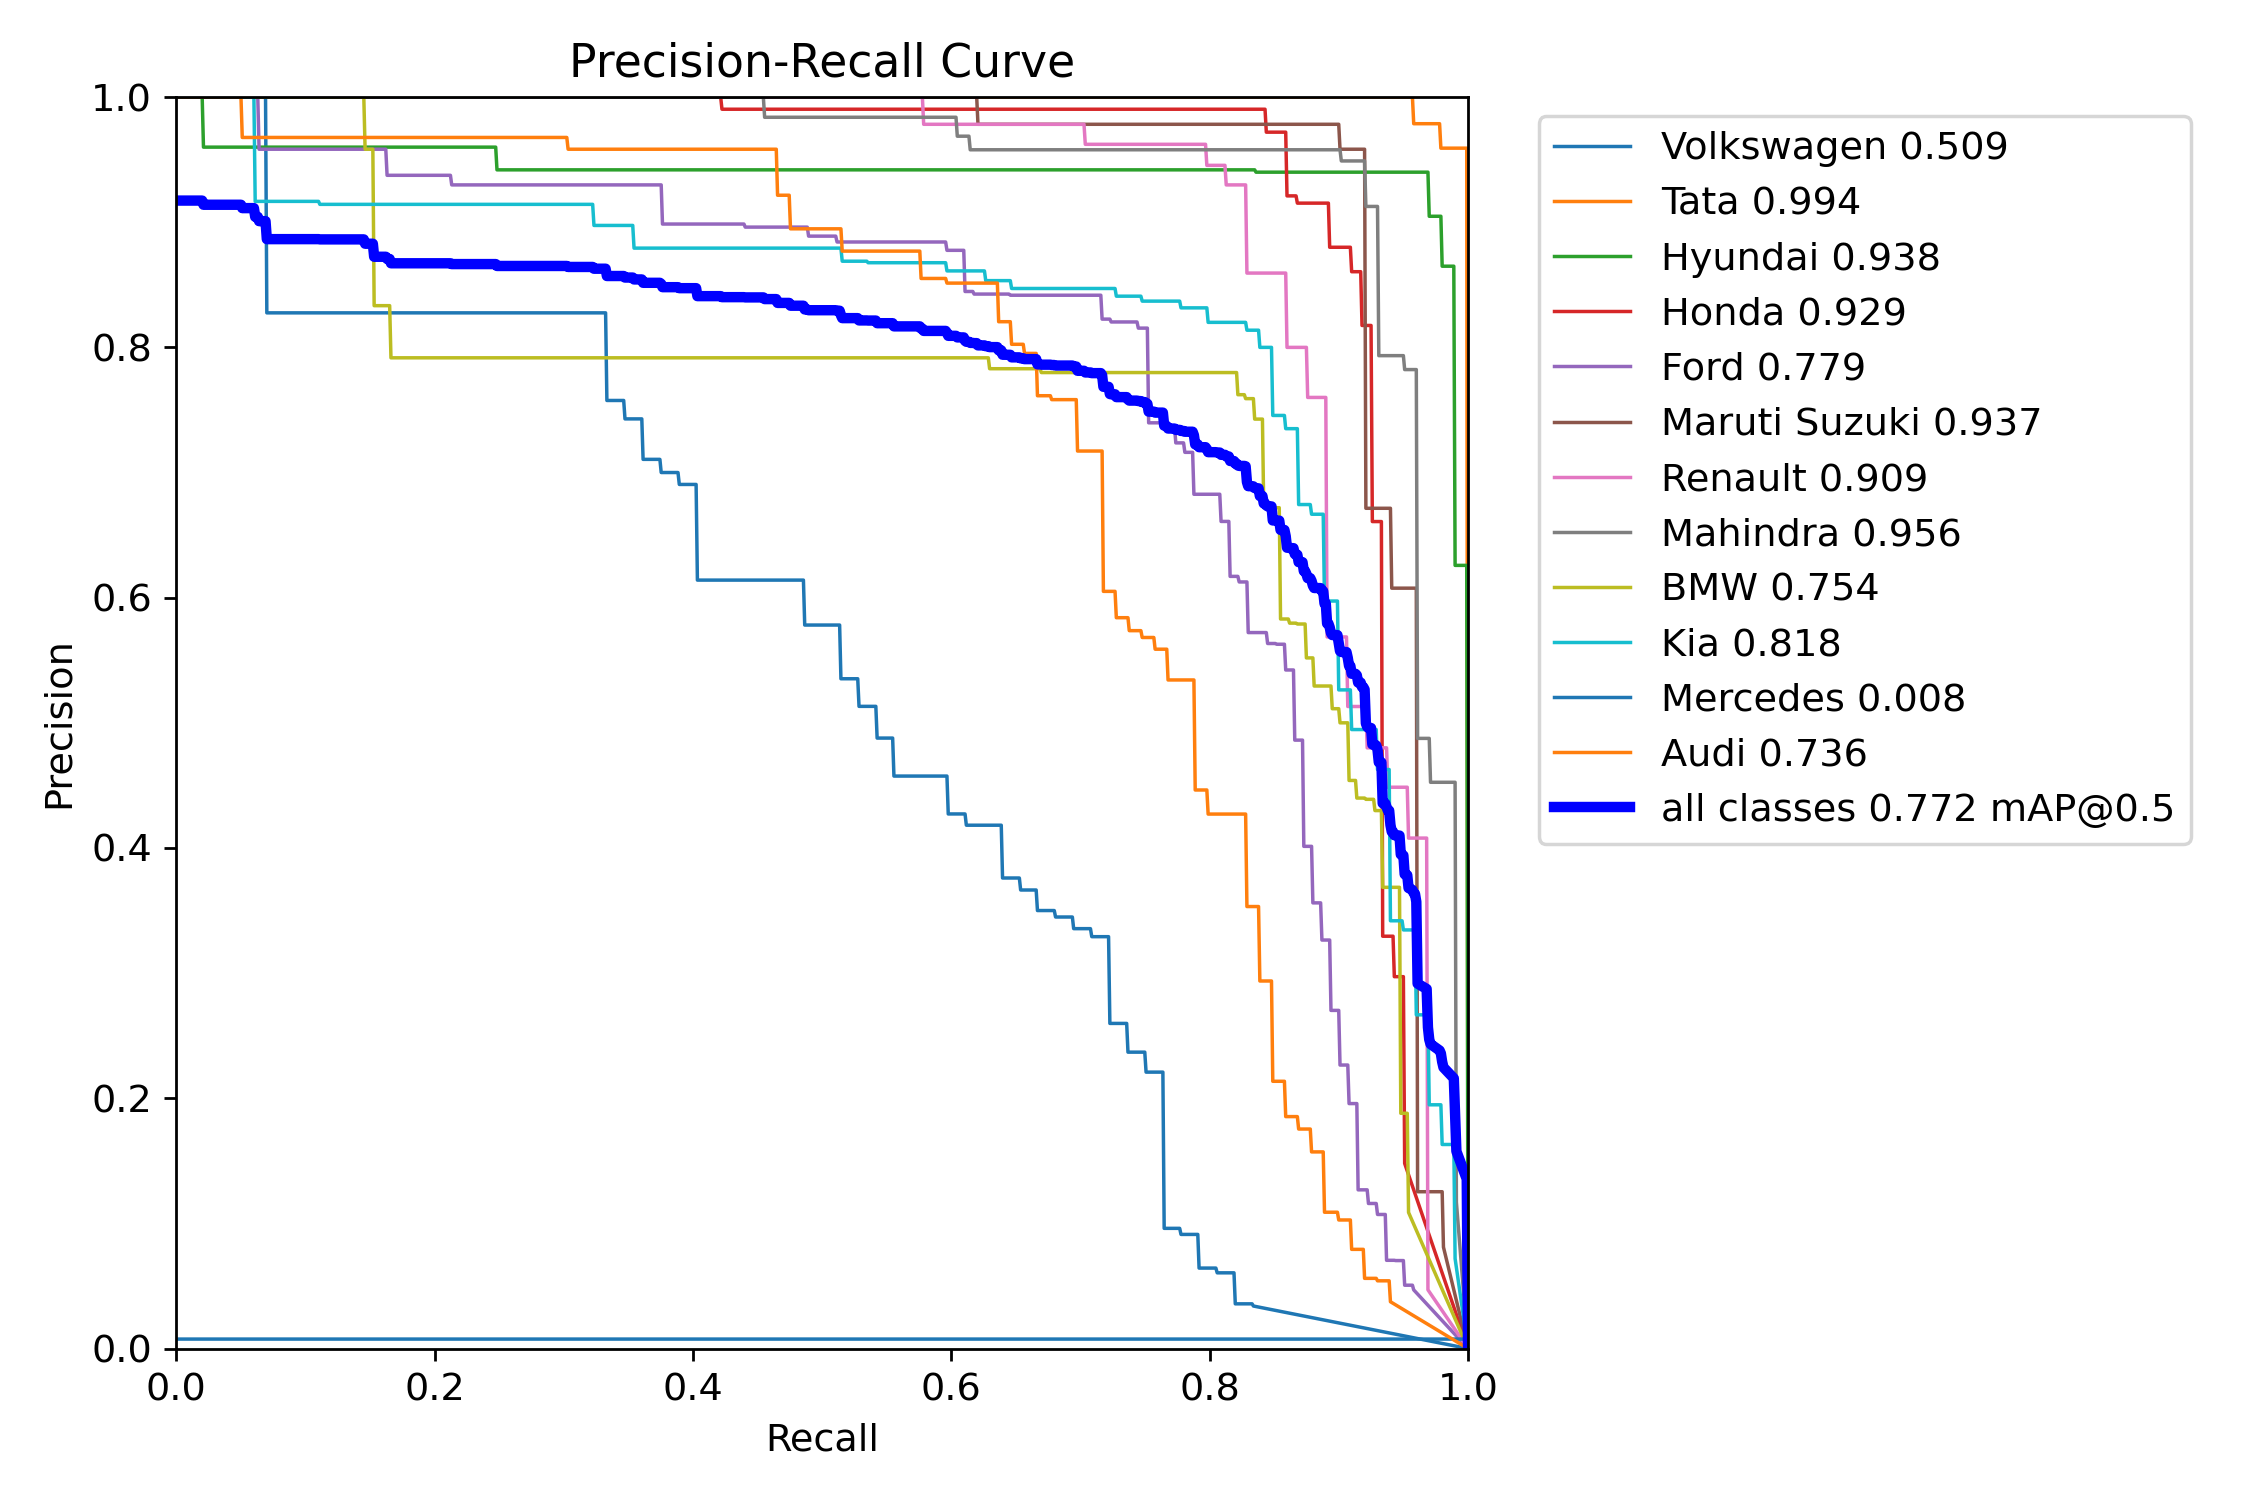 Precision-Recall Curve
1.0
0.8
0.6
0.4
0.2
0.0
Precision
0.0 0.2 0.4 0.6 0.8 1.0
Recall
Volkswagen 0.509
Tata 0.994
Hyundai 0.938
Honda 0.929
Ford 0.779
Maruti Suzuki 0.937
Renault 0.909
Mahindra 0.956
BMW 0.754
Kia 0.818
Mercedes 0.008
Audi 0.736
all classes 0.772 mAP@0.5